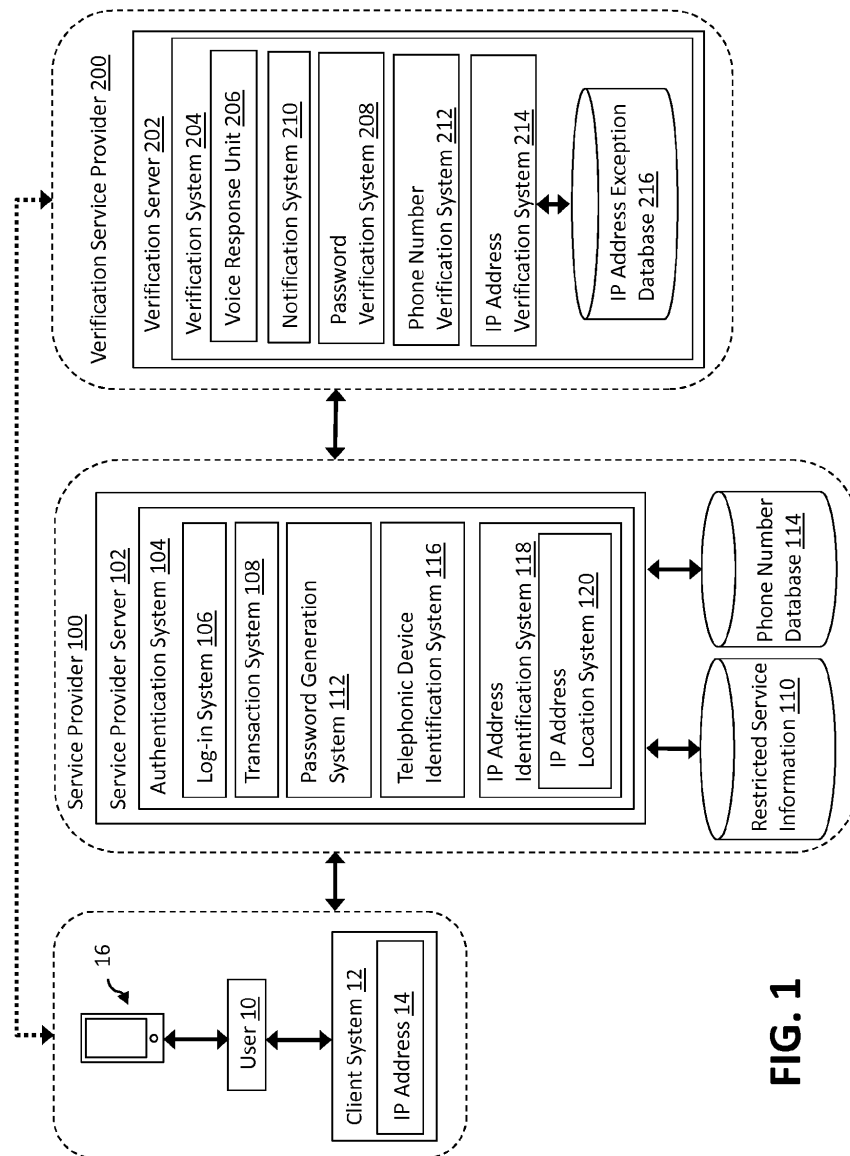 16
User 10
Client System 12
IP Address 14
Service Provider 100
Service Provider Server 102
Authentication System 104
Log-in System 106
Transaction System 108
Password Generation
System 112
Telephonic Device
Identification System 116
IP Address
Identification System 118
IP Address
Location System 120
Restricted Service
Information 110
Phone Number
Database 114
Verification Service Provider 200
Verification Server 202
Verification System 204
Voice Response Unit 206
Notification System 210
Password
Verification System 208
Phone Number
Verification System 212
IP Address
Verification System 214
IP Address Exception
Database 216
FIG. 1